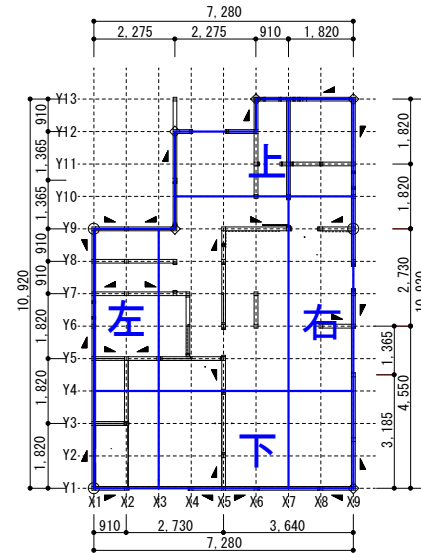 7,280
2,275 2,275 910 1,820
Y13
Y12
Y11
Y10
Y9
Y8
Y7
Y6
Y5
Y4
Y3
Y2
Y1
910
1,365
1,365
910
910
1,820
1,820
1,820
10,920
上
左
右
下
1,820
1,820
2,730
1,365
4,550
3,185
10,920
X1 X2 X3 X4 X5 X6 X7 X8 X9
910 2,730 3,640
7,280